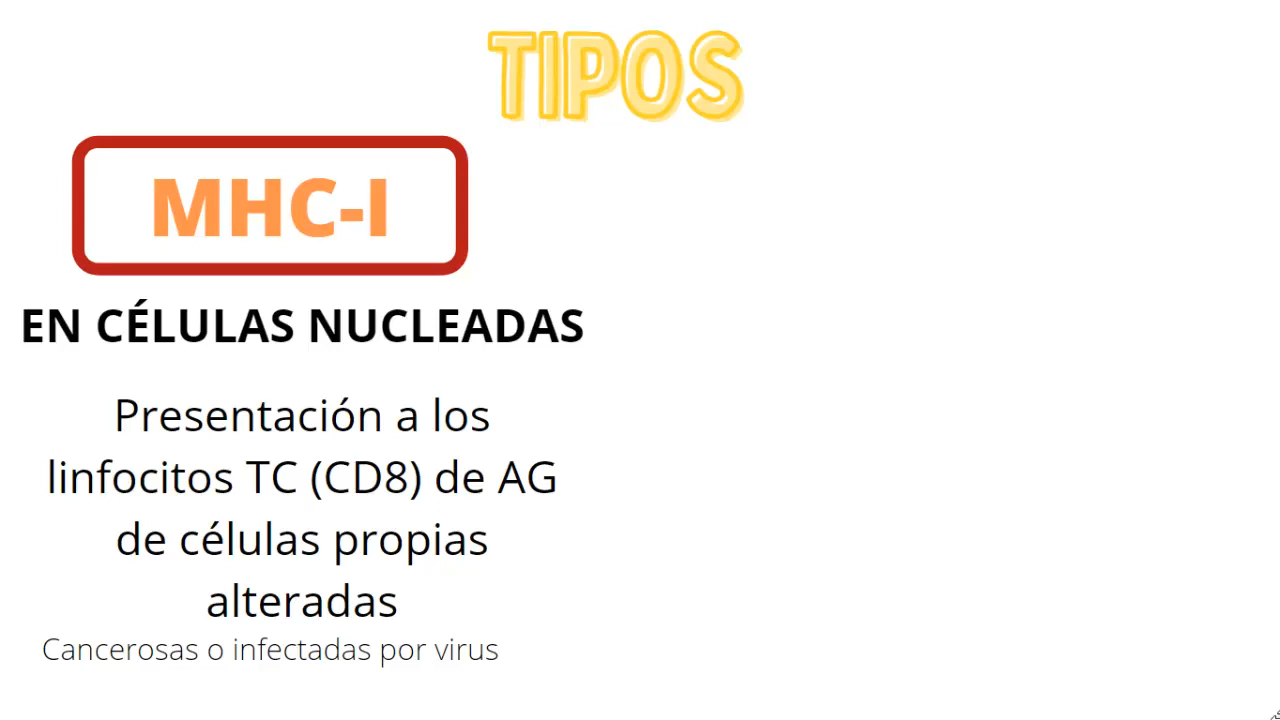 TIPOS
MHC-I
EN CÉLULAS NUCLEADAS
Presentación a los
linfocitos TC (CD8) de AG
de células propias
alteradas
Cancerosas o infectadas por virus